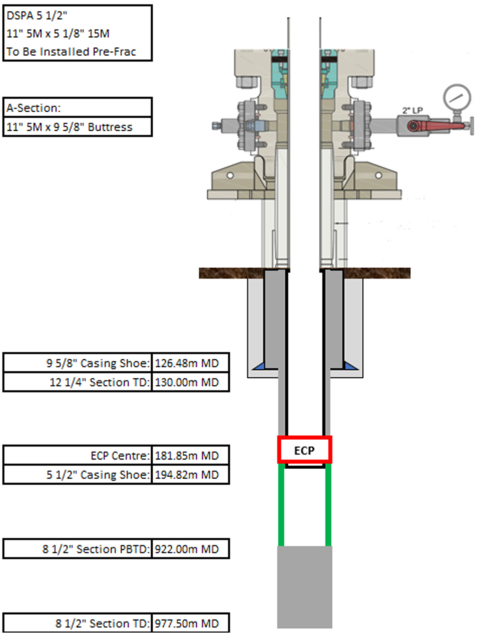 DSPA 5 1/2"
11" 5M x 5 1/8" 15M
To Be Installed Pre-Frac
A-Section:
11" 5M x 9 5/8" Buttress
2" LP
9 5/8" Casing Shoe: 126.48m MD
12 1/4" Section TD: 130.00m MD
ECP Centre: 181.85m MD
ECP
5 1/2" Casing Shoe: 194.82m MD
8 1/2" Section PBTD: 922.00m MD
8 1/2" Section TD: 977.50m MD